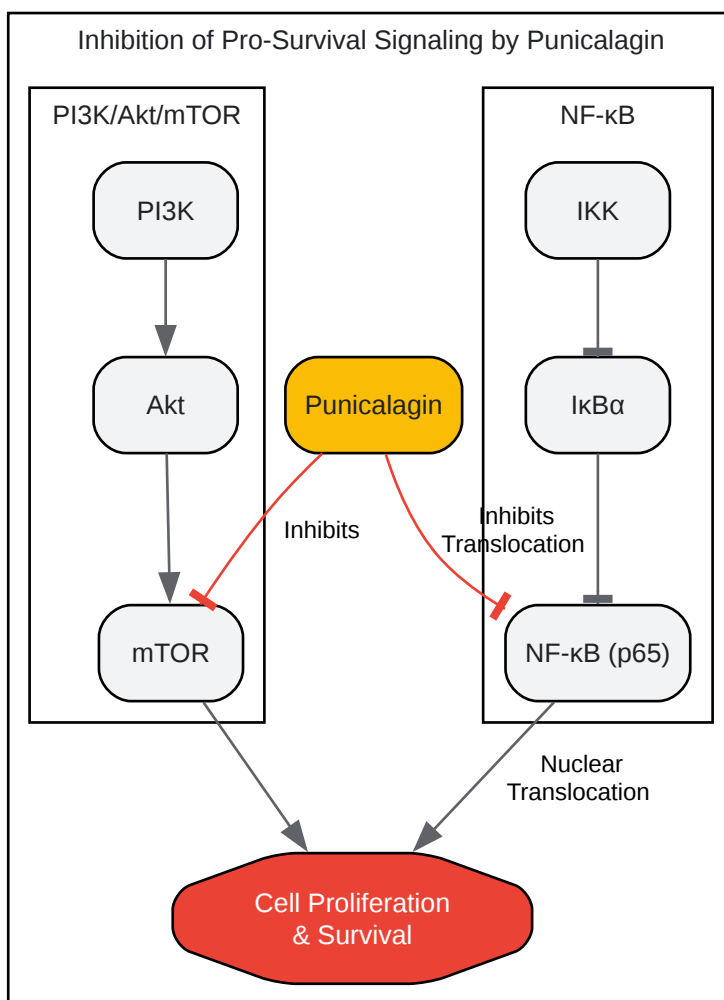 Inhibition of Pro-Survival Signaling by Punicalagin
PI3K/Akt/mTOR
NF-κB
PI3K
IKK
Akt
Punicalagin
IκBα
Inhibits
Inhibits
Translocation
mTOR
NF-κB (p65)
Nuclear
Translocation
Cell Proliferation
& Survival